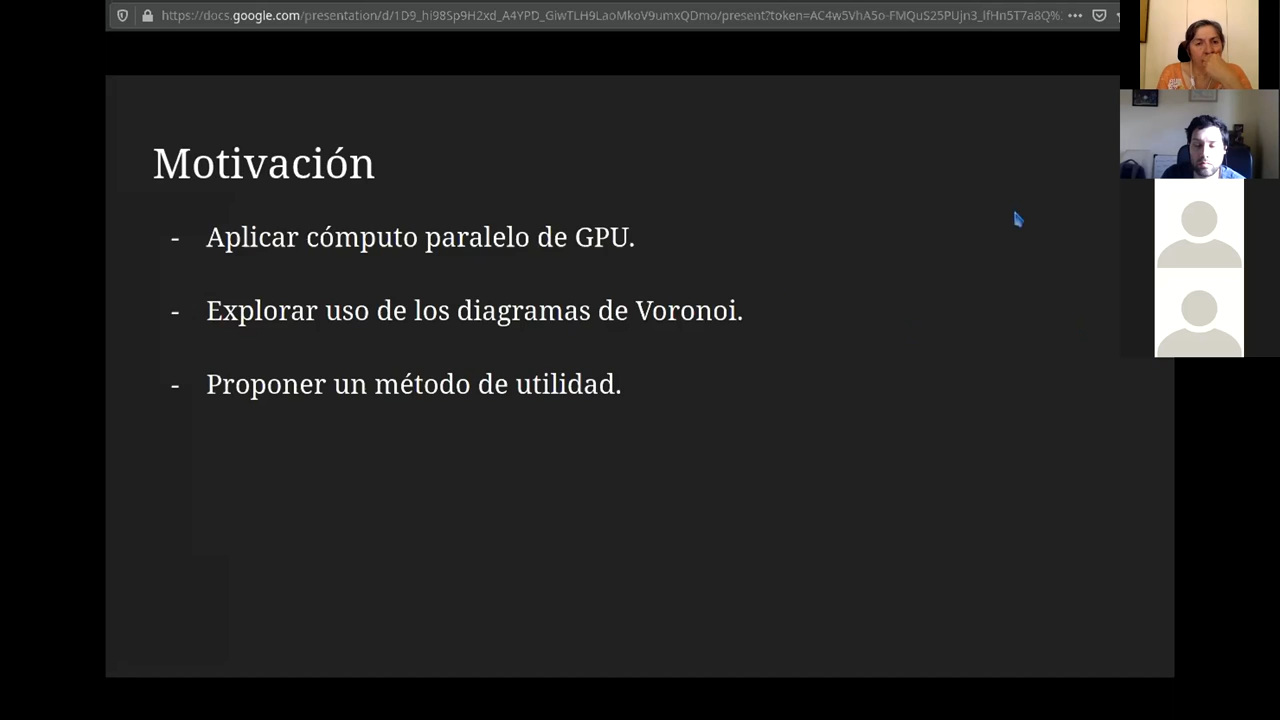 https://docs.google.com/presentation/d/1D9_hi98Sp9H2xd_A4YPD_GiwTLH9LaoMkoV9umxQDmo/present?token=AC4w5VhA5o-FMQuS25PUjn3_lfHn5T7a8Q%
Motivación
- Aplicar cómputo paralelo de GPU.
- Explorar uso de los diagramas de Voronoi.
- Proponer un método de utilidad.